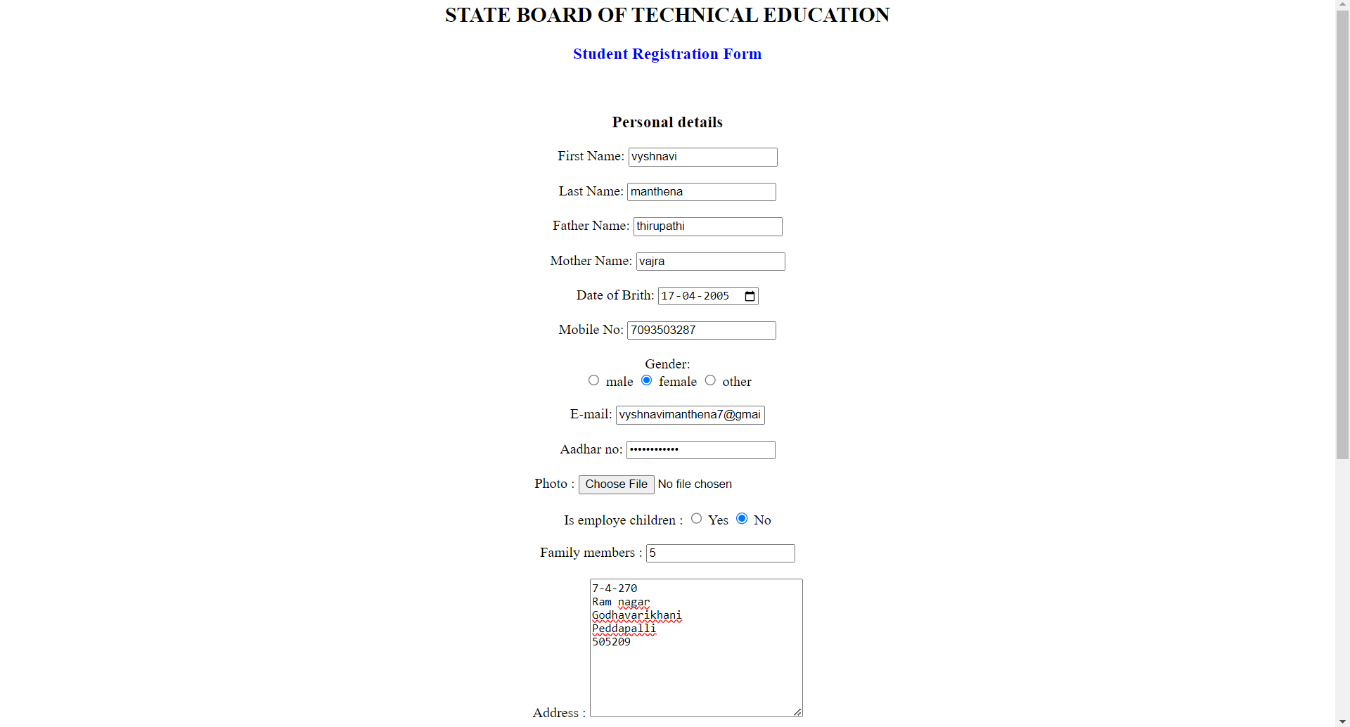 STATE BOARD OF TECHNICAL EDUCATION
Student Registration Form
Personal details
First Name: vyshnavi
Last Name: manthena
Father Name: thirupathi
Mother Name: vajra
Date of Brith: 17-04-2005
Mobile No: 7093503287
Gender:
male female other
E-mail: vyshnavimanthena7@gmai
Aadhar no: ••••••••••••
Photo : Choose File No file chosen
Is employe children : Yes No
Family members : 5
7-4-270
Ram nagar
Godhavarikhani
Peddapalli
505209
Address :